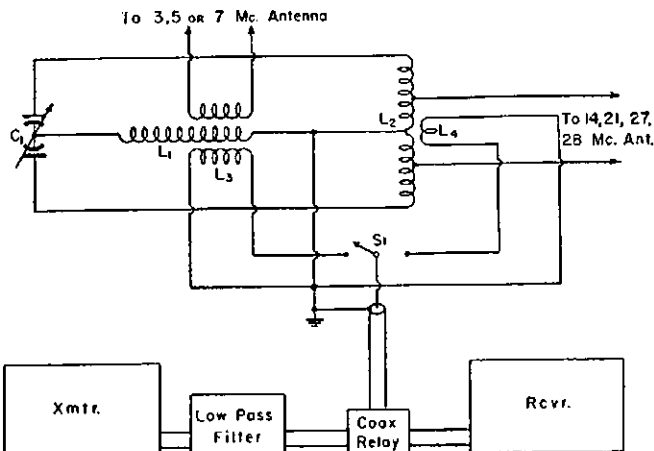 To 3.5 OR 7 Mc. Antenna
C1
L1
L2
L3
L4
To 14, 21, 27,
28 Mc. Ant.
S1
Xmtr.
Low Pass
Filter
Coax
Relay
Rcvr.